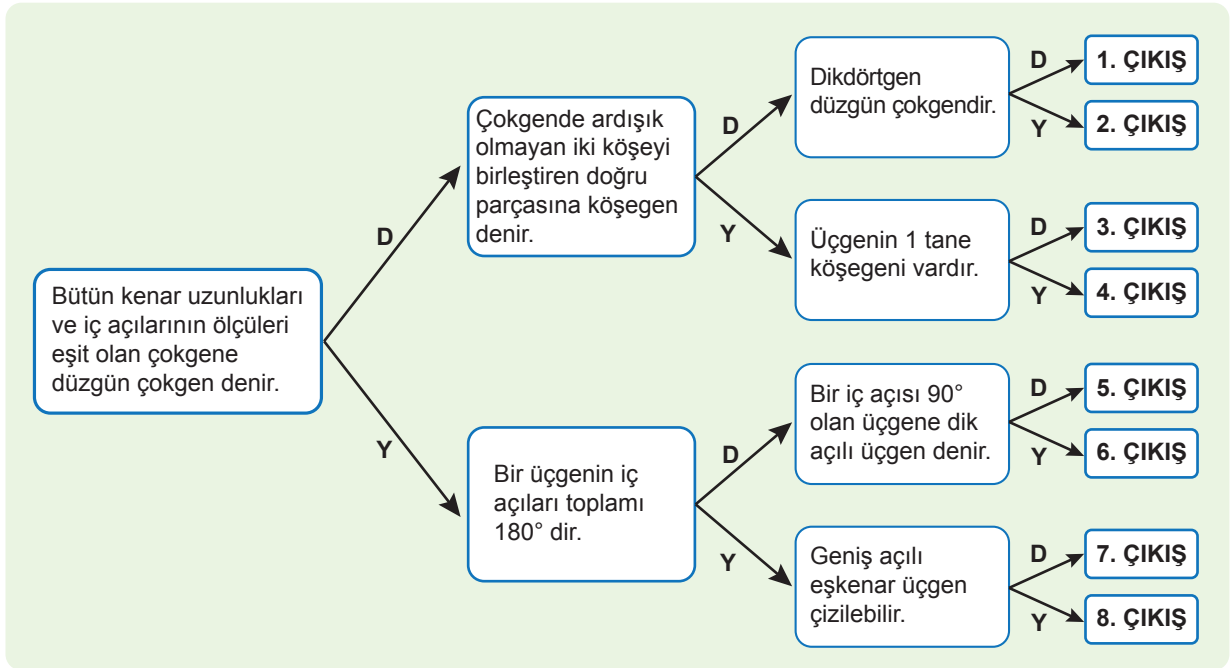 Bütün kenar uzunlukları
ve iç açılarının ölçüleri
eşit olan çokgene
düzgün çokgen denir.
D
Y
Çokgende ardışık
olmayan iki köşeyi
birleştiren doğru
parçasına köşegen
denir.
D
Y
Bir üçgenin iç
açıları toplamı
180° dir.
D
Y
Dikdörtgen
düzgün çokgendir.
D
Y
1. ÇIKIŞ
2. ÇIKIŞ
Üçgenin 1 tane
köşegeni vardır.
D
Y
3. ÇIKIŞ
4. ÇIKIŞ
Bir iç açısı 90°
olan üçgene dik
açılı üçgen denir.
D
Y
5. ÇIKIŞ
6. ÇIKIŞ
Geniş açılı
eşkenar üçgen
çizilebilir.
D
Y
7. ÇIKIŞ
8. ÇIKIŞ